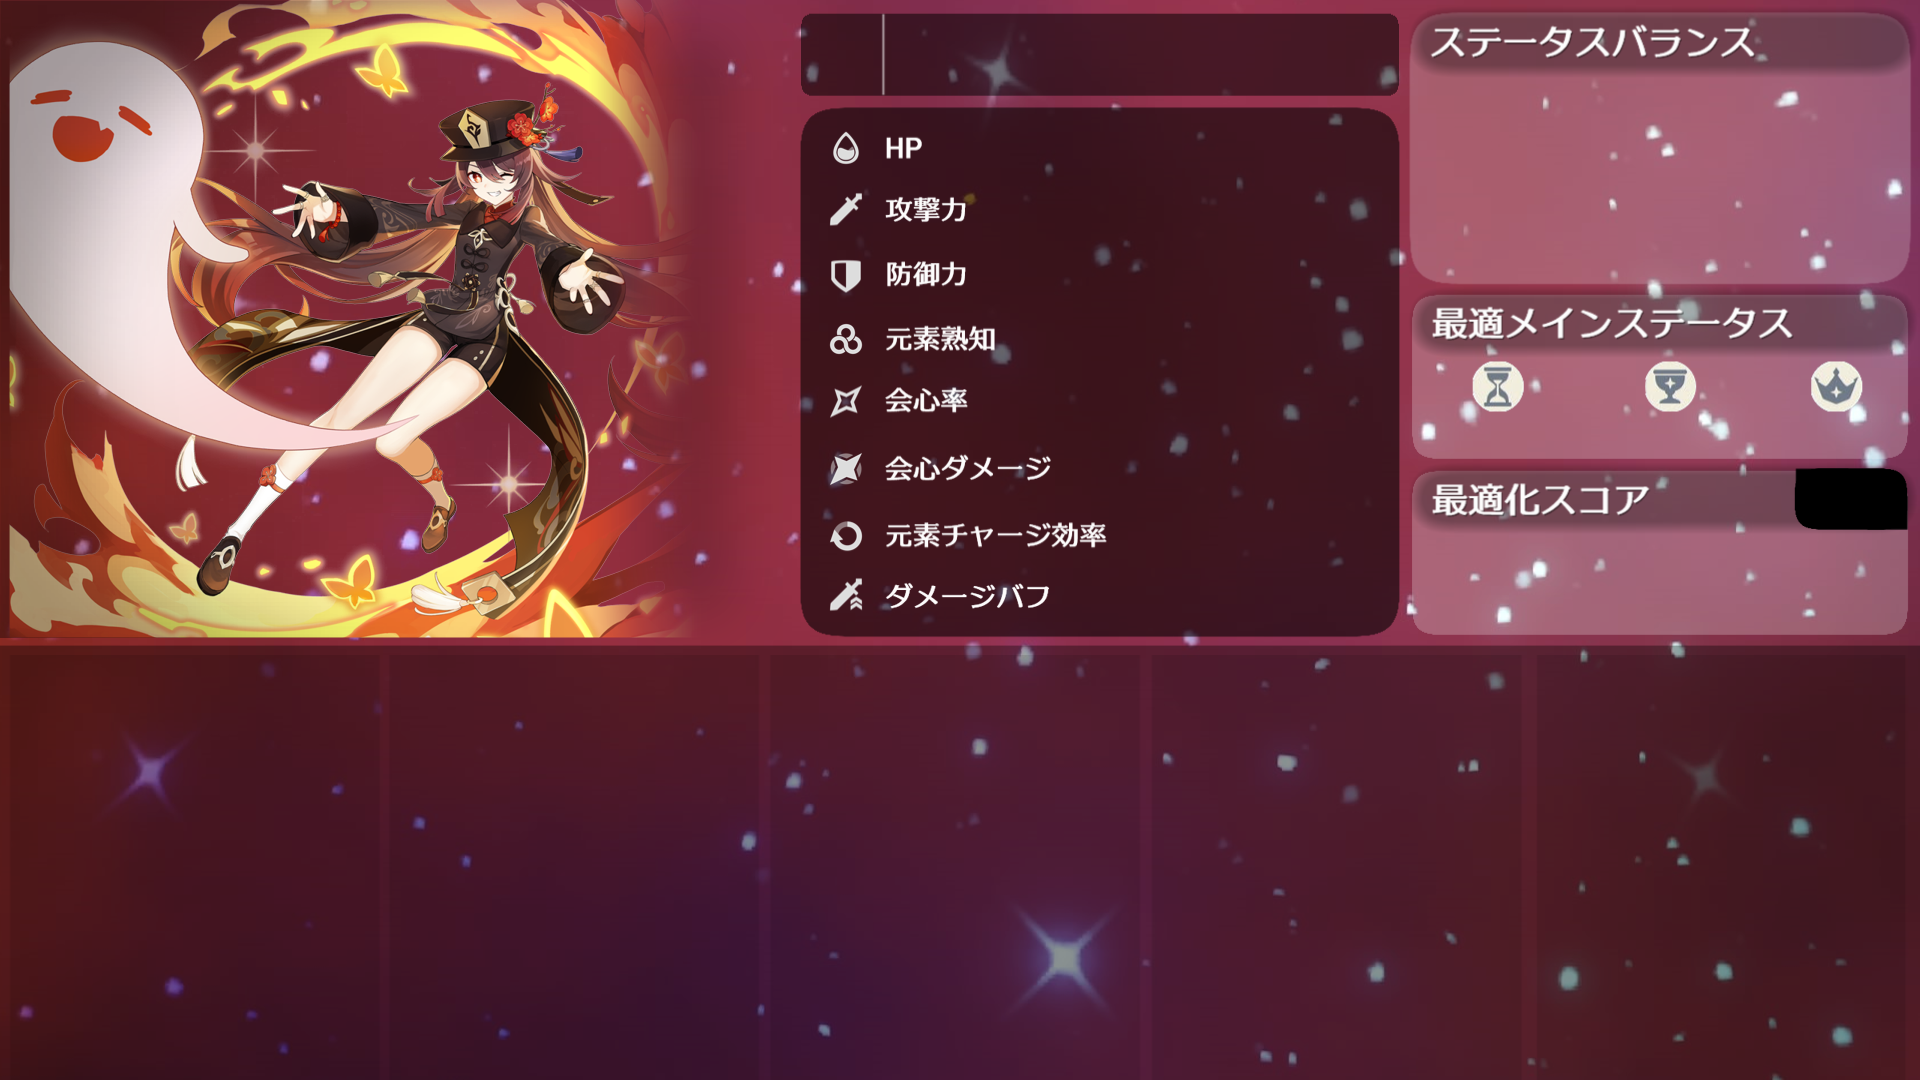 HP
攻撃力
防御力
元素熟知
会心率
会心ダメージ
元素チャージ効率
ダメージバフ
ステータスバランス
最適メインステータス
最適化スコア